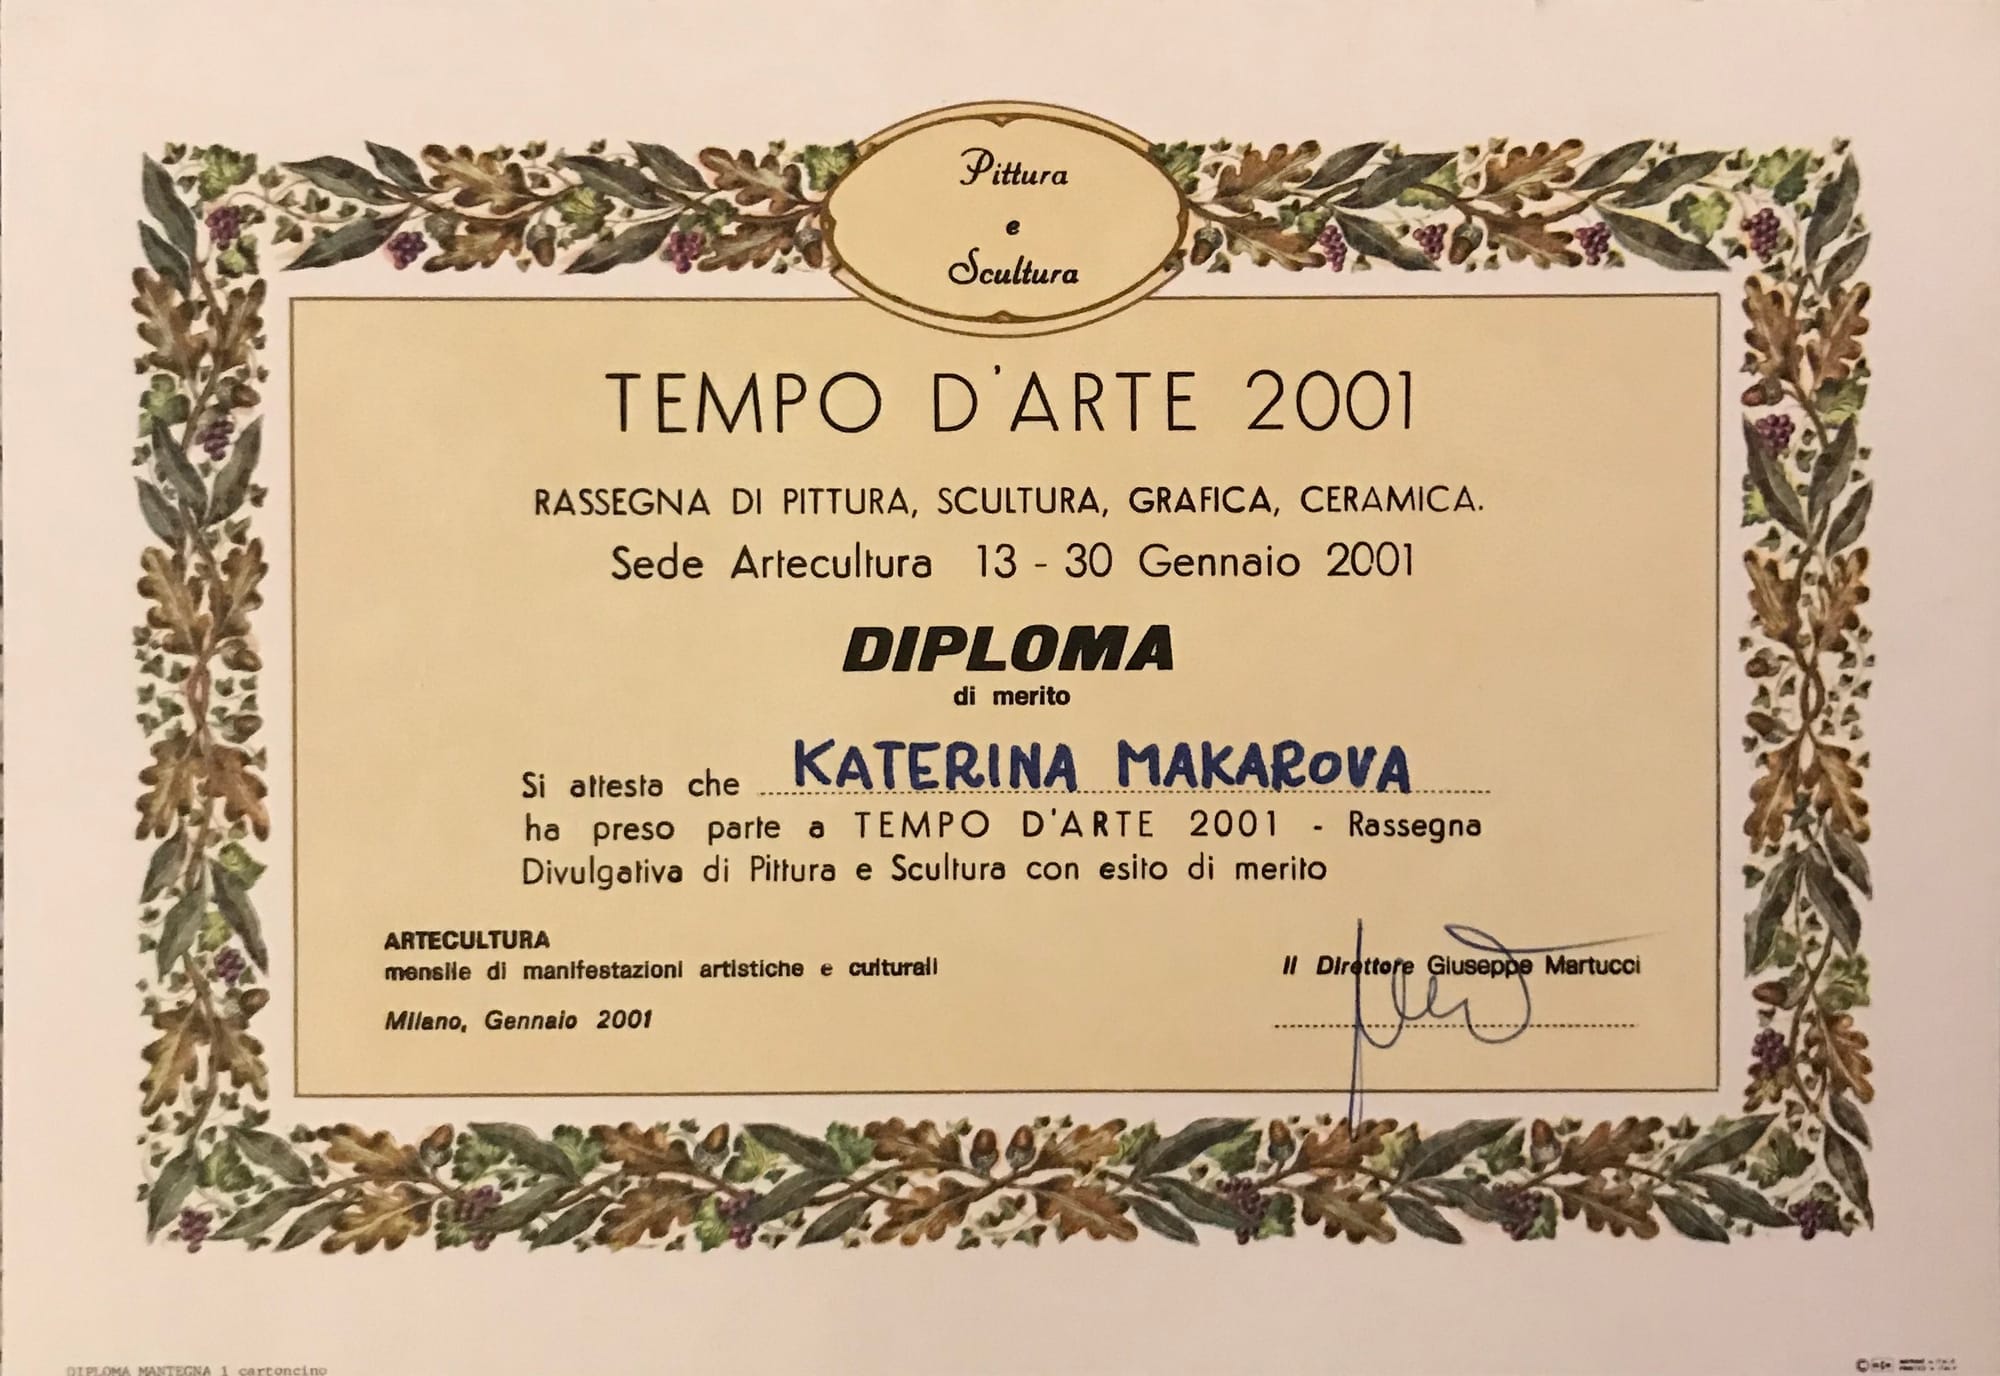 Pittura
e
Scultura
TEMPO D'ARTE 2001
RASSEGNA DI PITTURA, SCULTURA, GRAFICA, CERAMICA.
Sede Artecultura 13 - 30 Gennaio 2001
DIPLOMA
di merito
Si attesta che KATERINA MAKAROVA
ha preso parte a TEMPO D'ARTE 2001 - Rassegna
Divulgativa di Pittura e Scultura con esito di merito
ARTECULTURA
mensile di manifestazioni artistiche e culturali
Il Direttore Giuseppe Martucci
Milano, Gennaio 2001
DIPLOMA MANTEGNA 1 cartoncino